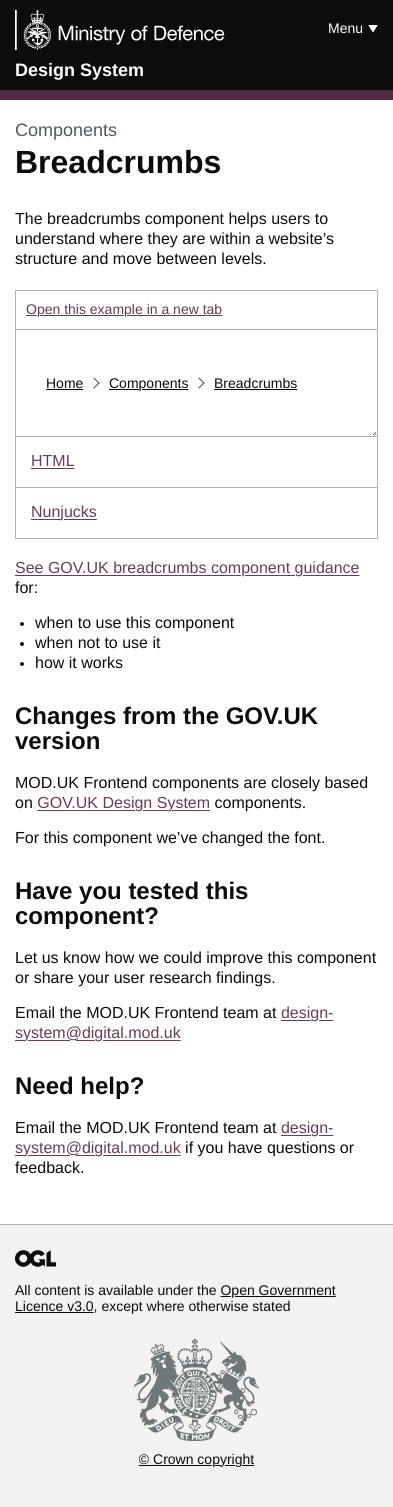 Ministry of Defence
Menu
Design System
Components
Breadcrumbs
The breadcrumbs component helps users to
understand where they are within a website’s
structure and move between levels.
Open this example in a new tab
Home Components Breadcrumbs
HTML
Nunjucks
See GOV.UK breadcrumbs component guidance
for:
• when to use this component
• when not to use it
• how it works
Changes from the GOV.UK
version
MOD.UK Frontend components are closely based
on GOV.UK Design System components.
For this component we’ve changed the font.
Have you tested this
component?
Let us know how we could improve this component
or share your user research findings.
Email the MOD.UK Frontend team at design-
system@digital.mod.uk
Need help?
Email the MOD.UK Frontend team at design-
system@digital.mod.uk if you have questions or
feedback.
OGL
All content is available under the Open Government
Licence v3.0, except where otherwise stated
DIEU ET MON DROIT
© Crown copyright